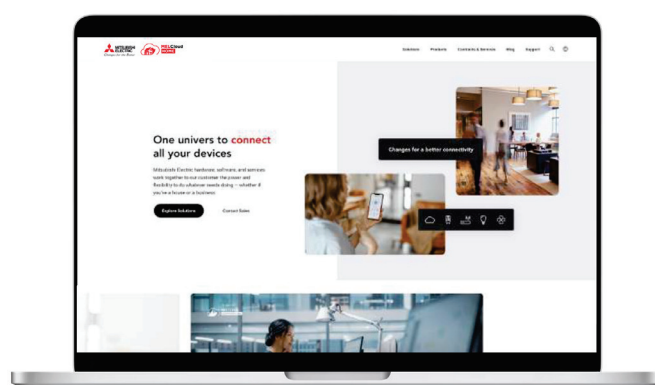 MITSUBISHI ELECTRIC
Changes for the Better
MELCloud
HOME
Solutions Products Contracts & Services Blog Support
One univers to connect
all your devices
Mitsubishi Electric hardware, software, and services
work together to our customer the power and
flexibility to do whatever needs doing – whether if
you're a house or a business.
Explore Solutions Contact Sales
Changes for a better connectivity